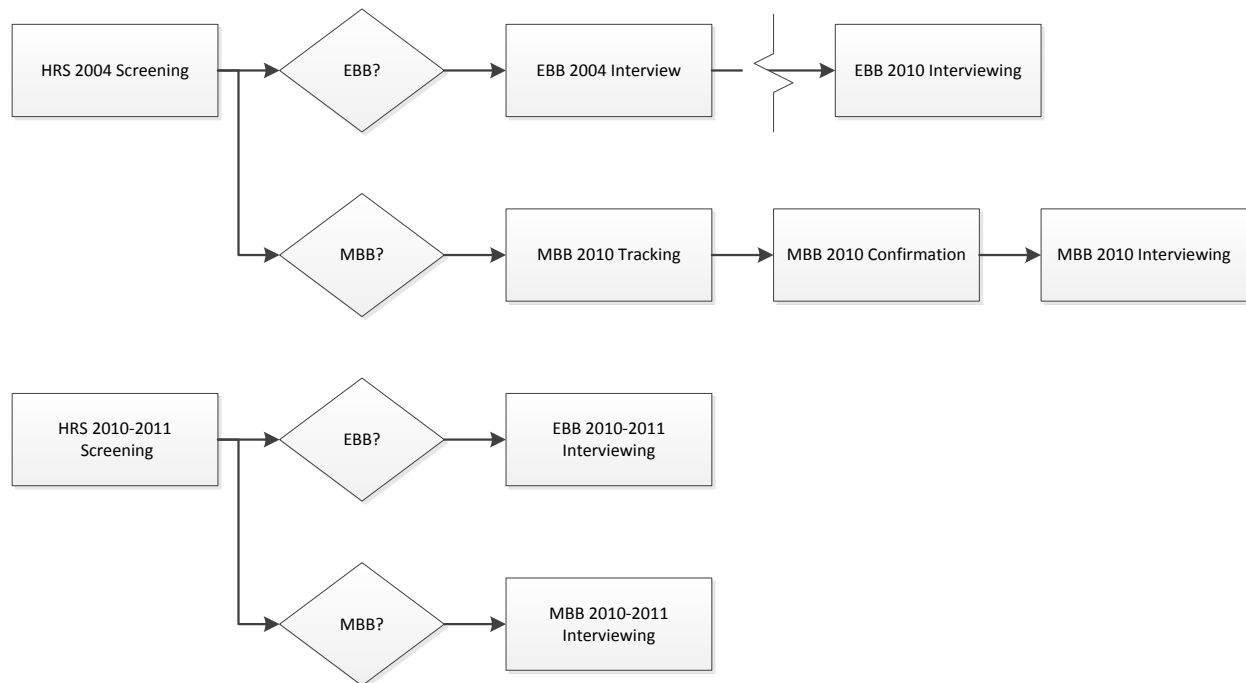 HRS 2004 Screening
EBB?
EBB 2004 Interview
EBB 2010 Interviewing
MBB?
MBB 2010 Tracking
MBB 2010 Confirmation
MBB 2010 Interviewing
HRS 2010-2011
Screening
EBB?
EBB 2010-2011
Interviewing
MBB?
MBB 2010-2011
Interviewing